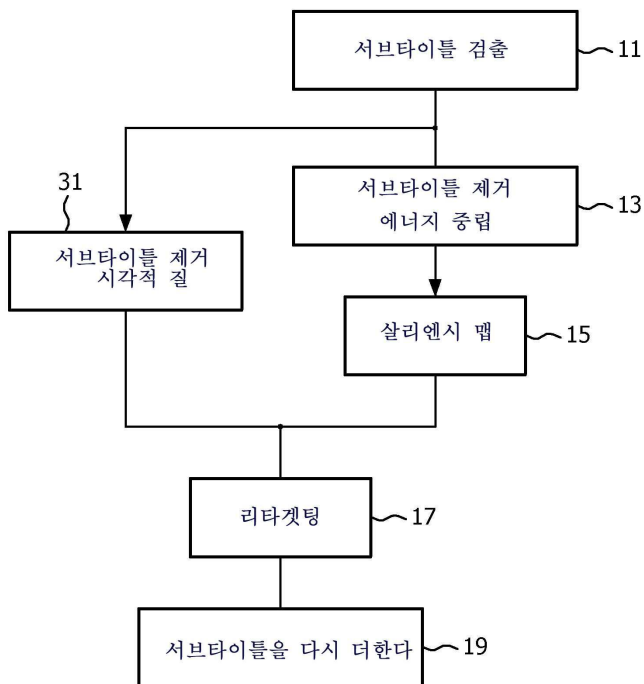 서브타이틀 검출
11
31
서브타이틀 제거
에너지 중립
13
서브타이틀 제거
시각적 질
살리엔시 맵
15
리타겟팅
17
서브타이틀을 다시 더한다
19